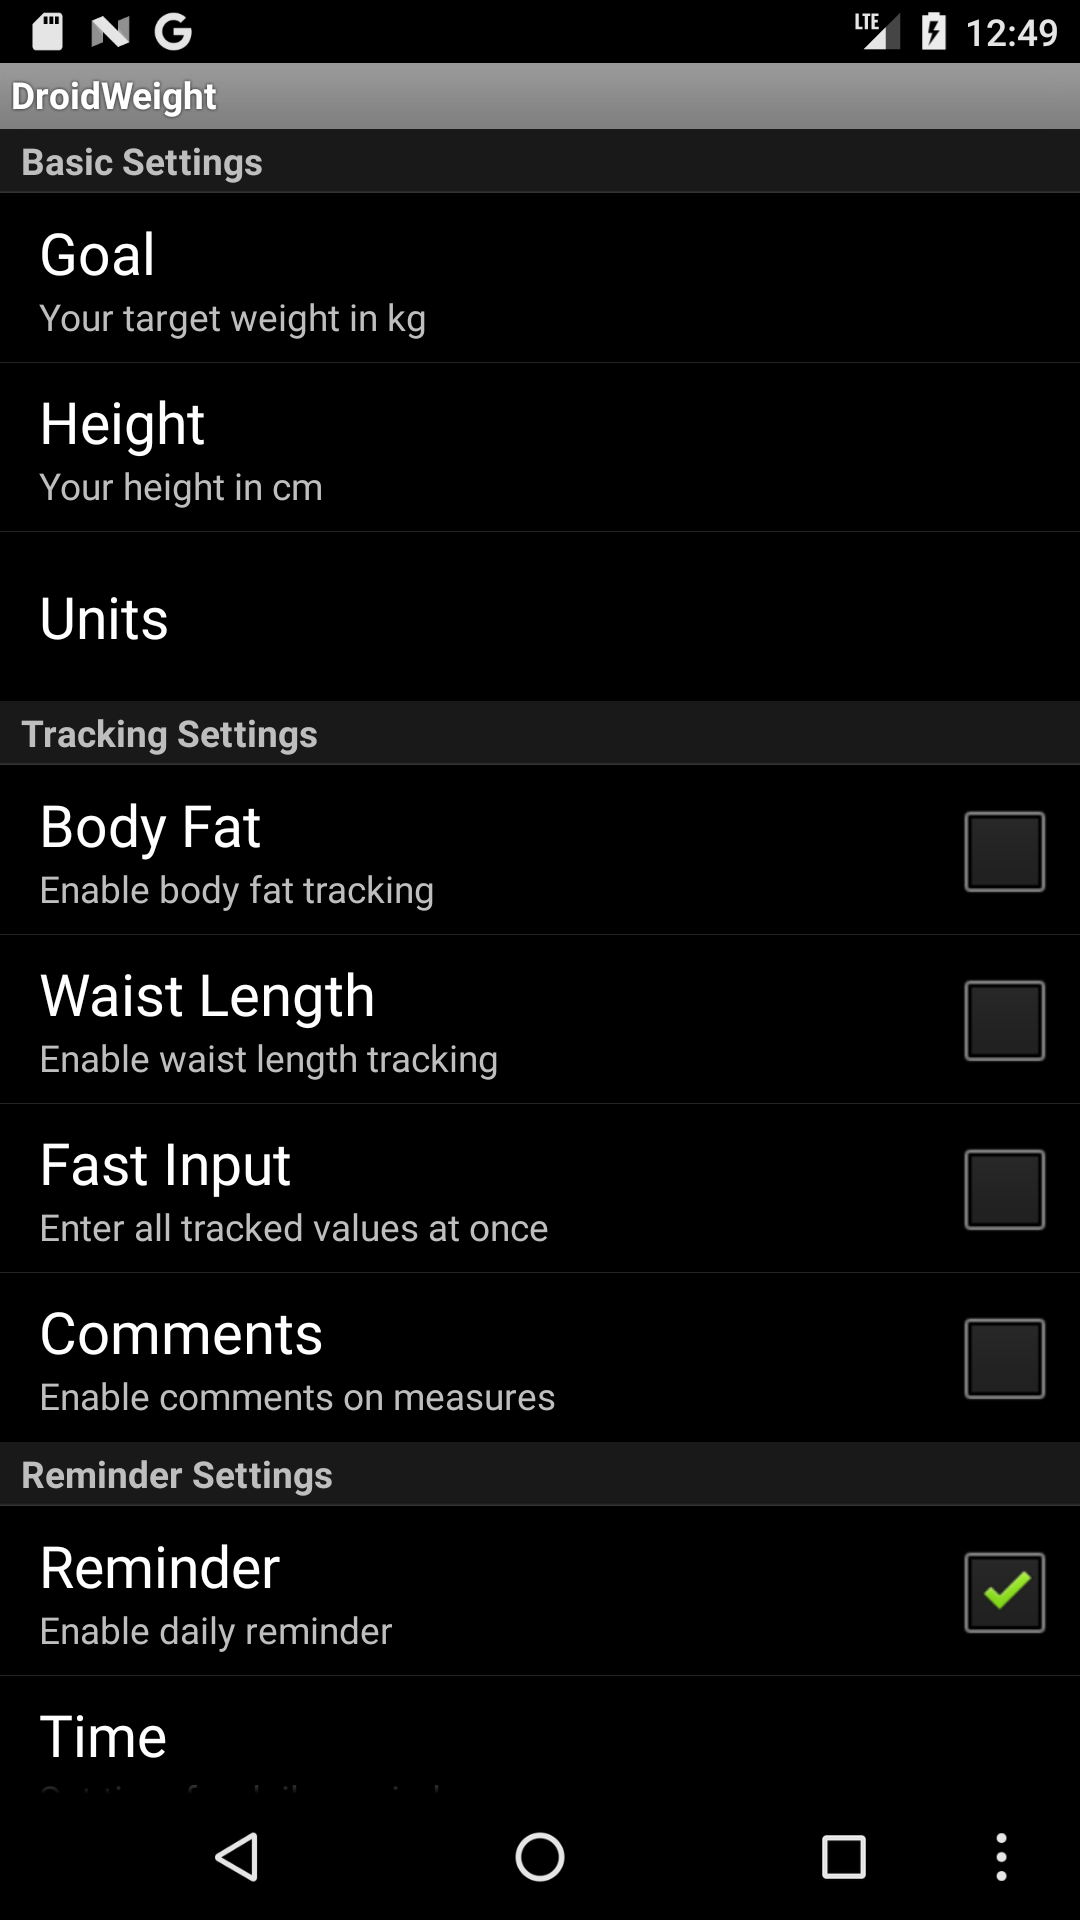 LTE 12:49
DroidWeight
Basic Settings
Goal
Your target weight in kg
Height
Your height in cm
Units
Tracking Settings
Body Fat
Enable body fat tracking
Waist Length
Enable waist length tracking
Fast Input
Enter all tracked values at once
Comments
Enable comments on measures
Reminder Settings
Reminder
Enable daily reminder
Time